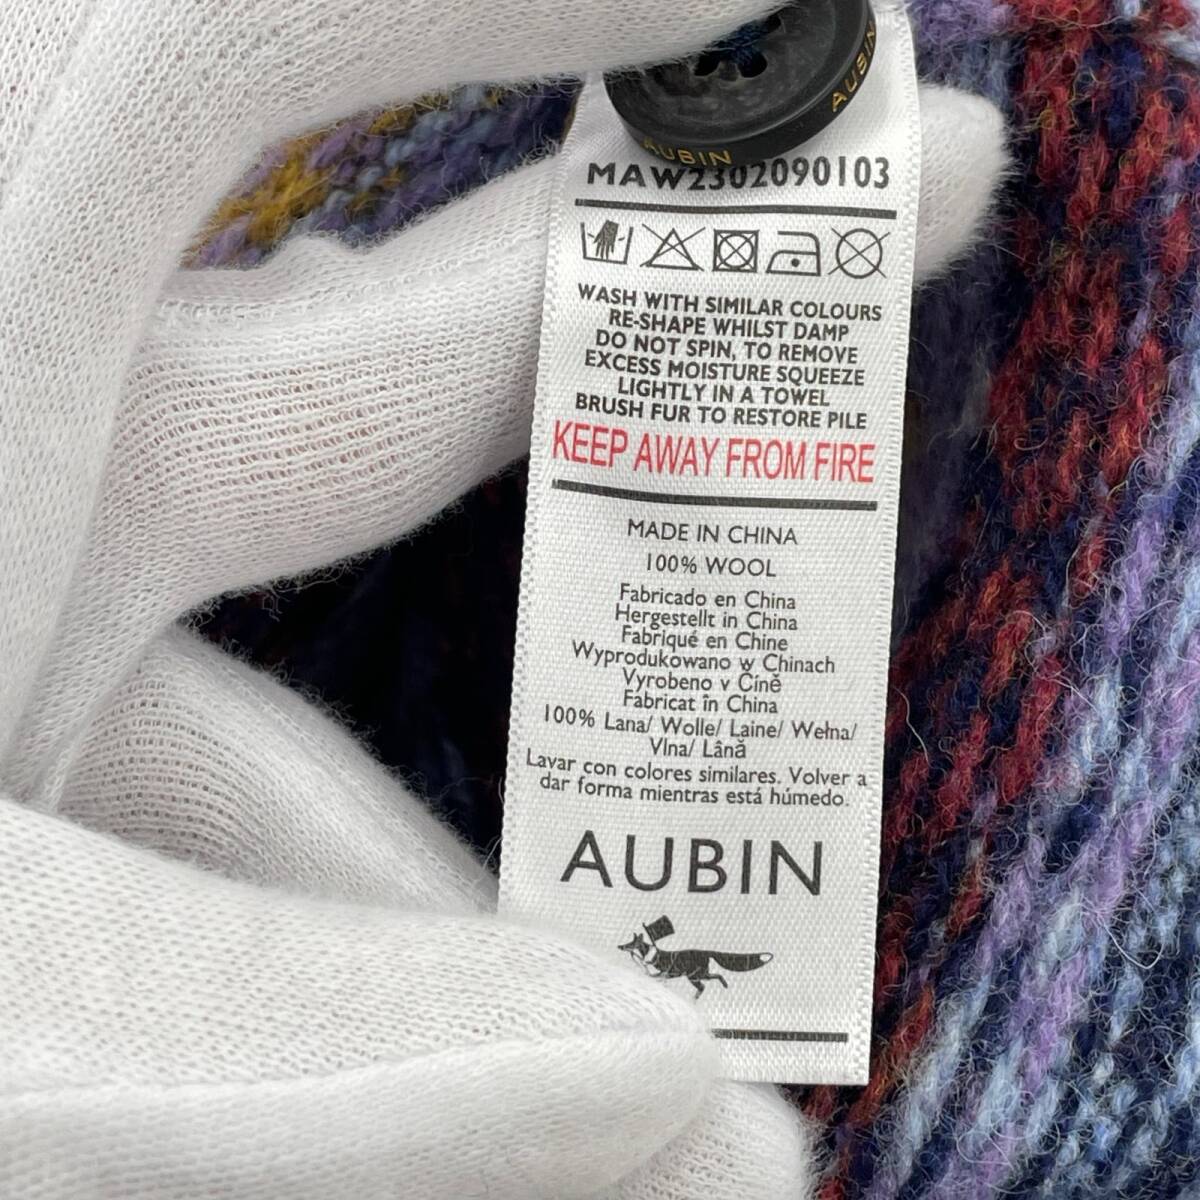 AUBIN
AUBIN
MAW2302090103
WASH WITH SIMILAR COLOURS
RE-SHAPE WHILST DAMP
DO NOT SPIN, TO REMOVE
EXCESS MOISTURE SQUEEZE
LIGHTLY IN A TOWEL
BRUSH FUR TO RESTORE PILE
KEEP AWAY FROM FIRE
MADE IN CHINA
100% WOOL
Fabricado en China
Hergestellt in China
Fabriqué en Chine
Wyprodukowano w Chinach
Vyrobeno v Číně
Fabricat în China
100% Lana/ Wolle/ Laine/ Wełna/
Vlna/ Lână
Lavar con colores similares. Volver a
dar forma mientras está húmedo.
AUBIN